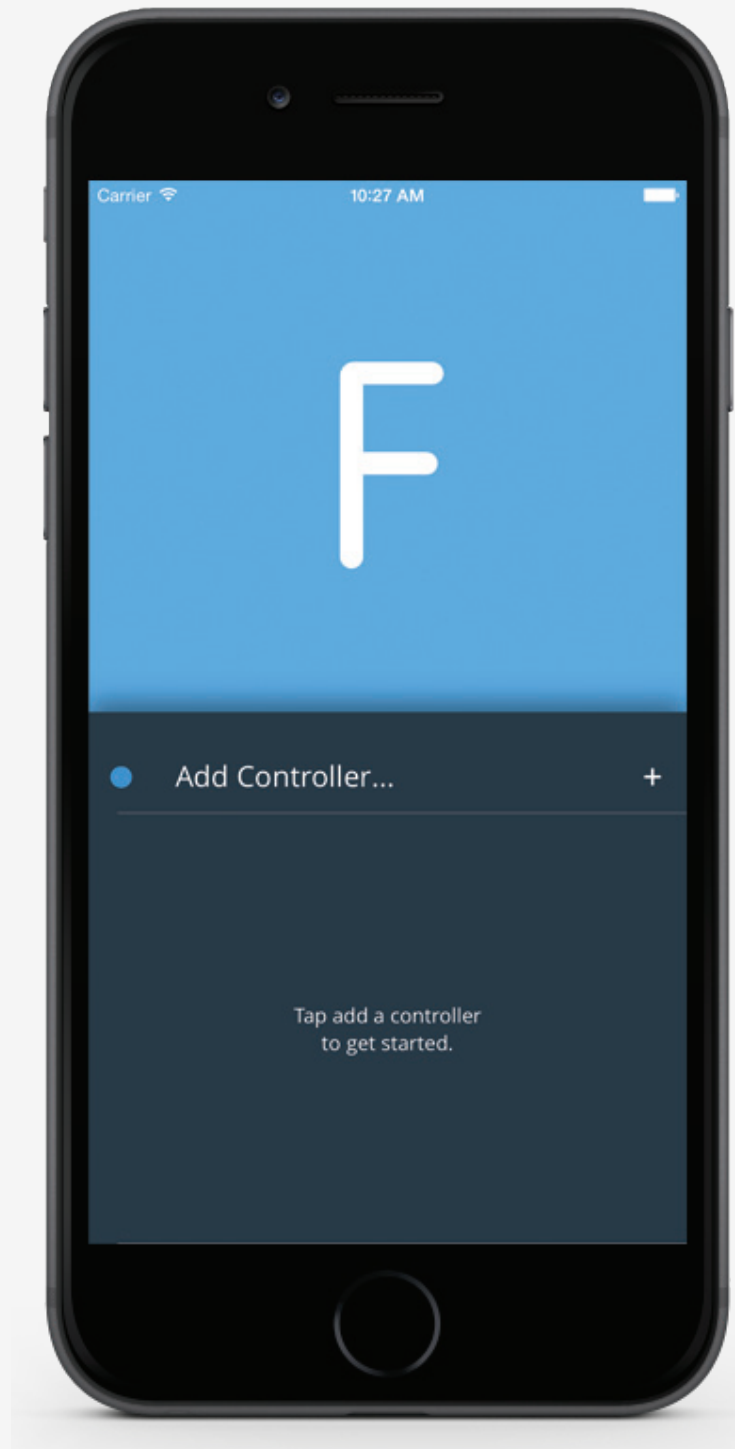 Carrier
10:27 AM
F
Add Controller... +
Tap add a controller
to get started.